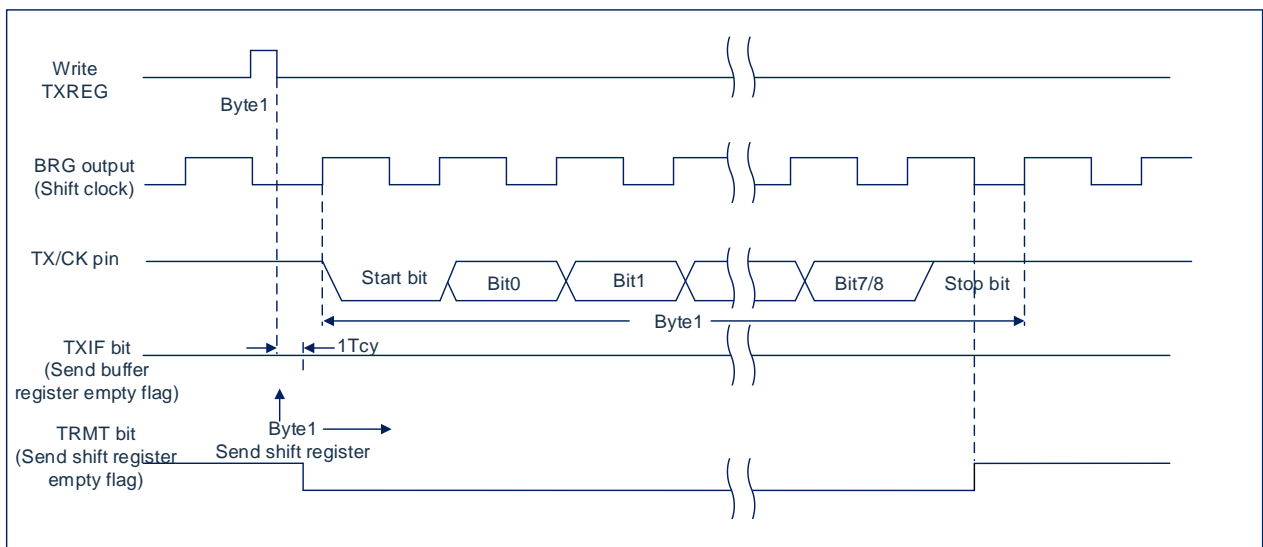 Write
TXREG
Byte1
BRG output
(Shift clock)
TX/CK pin
Start bit
Bit0
Bit1
Bit7/8
Stop bit
Byte1
TXIF bit
(Send buffer
register empty flag)
1Tcy
TRMT bit
(Send shift register
empty flag)
Byte1
Send shift register